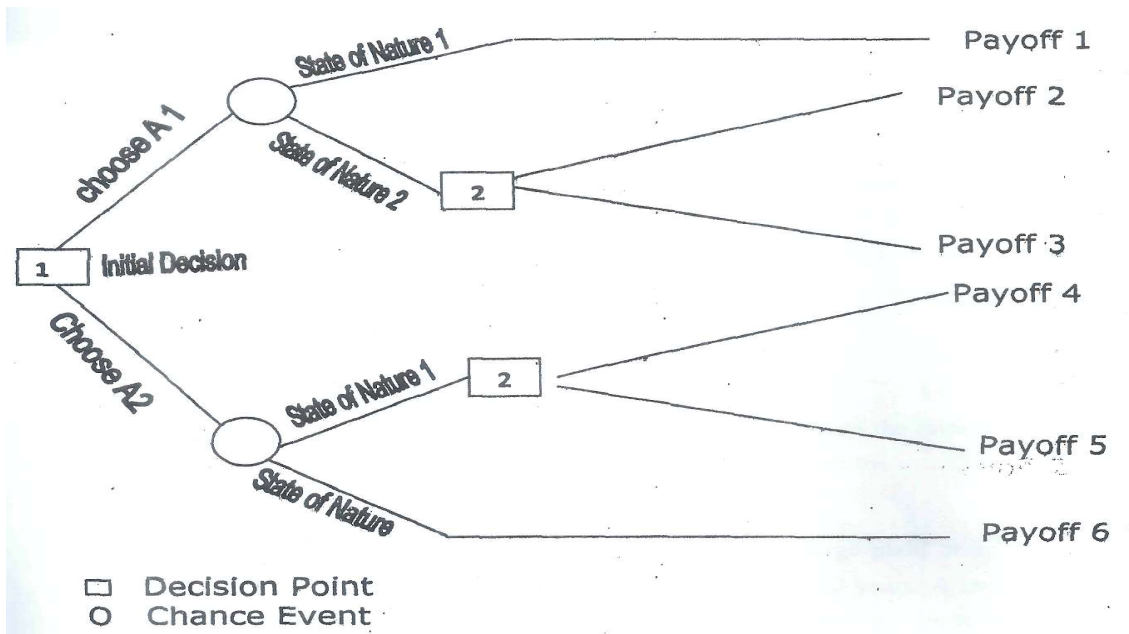 State of Nature 1
Payoff 1
Payoff 2
choose A 1
State of Nature 2
2
Payoff 3
1
Initial Decision
Payoff 4
Choose A2
State of Nature 1
2
Payoff 5
State of Nature
Payoff 6
Decision Point
Chance Event